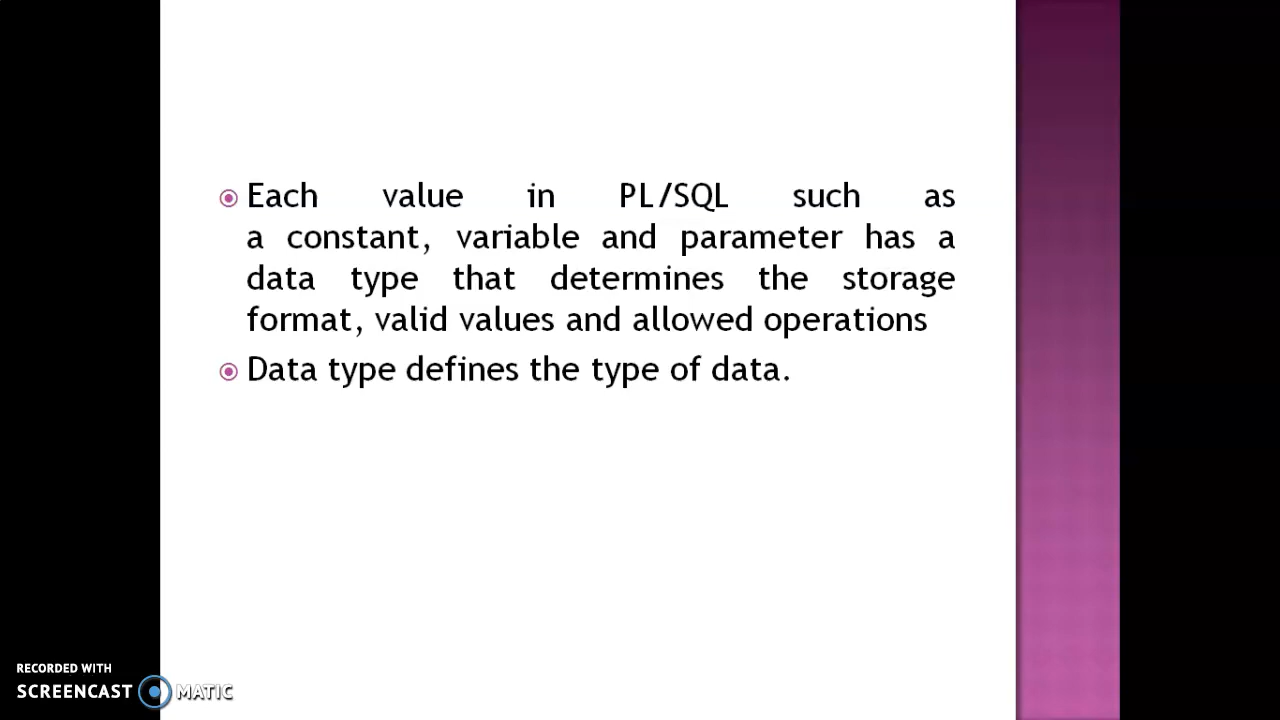 Each value in PL/SQL such as
a constant, variable and parameter has a
data type that determines the storage
format, valid values and allowed operations
Data type defines the type of data.
RECORDED WITH
SCREENCAST MATIC